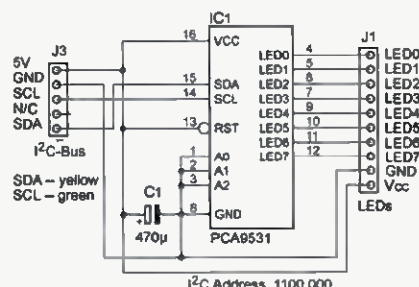 IC1
J3
5V
GND
SCL
N/C
SDA
1
I²C-Bus
SDA – yellow
SCL – green
16
15
14
13
1
2
3
8
VCC
SDA
SCL
RST
A0
A1
A2
GND
PCA9531
C1
+
470µ
LED0
LED1
LED2
LED3
LED4
LED5
LED6
LED7
4
5
6
7
9
10
11
12
J1
LED0
LED1
LED2
LED3
LED4
LED5
LED6
LED7
GND
Vcc
LEDs
I²C Address 1100 000